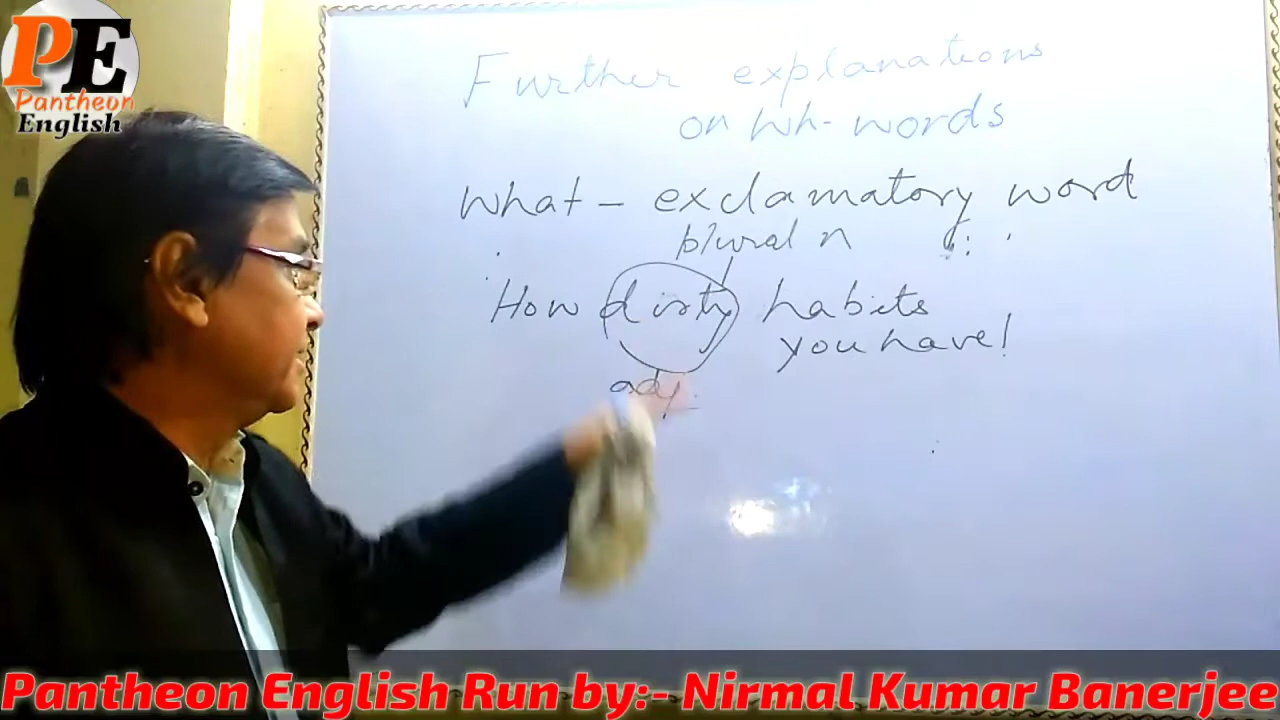 PE
Pantheon
English
Further explanations
on wh-words
what - exclamatory word
plural n
How dirty habits
you have!
adj.
Pantheon English Run by:- Nirmal Kumar Banerjee